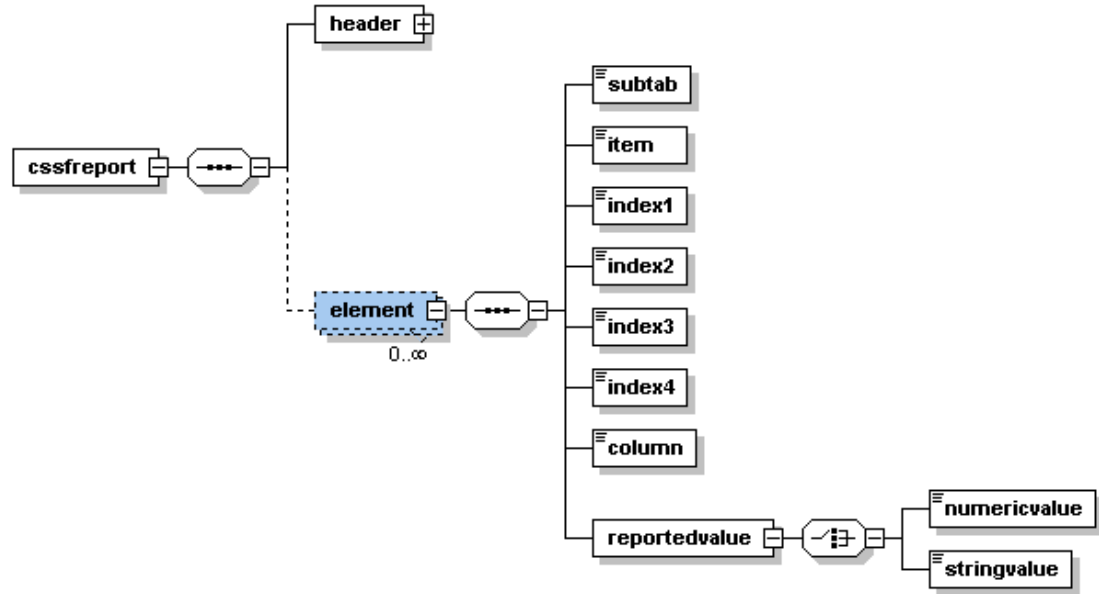 header
subtab
item
cssfreport
index1
index2
element
index3
0..∞
index4
column
numericvalue
reportedvalue
stringvalue